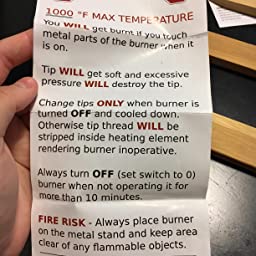 1000 °F MAX TEMPERATURE
You WILL get burnt if you touch
metal parts of the burner when it
is on.
Tip WILL get soft and excessive
pressure WILL destroy the tip.
Change tips ONLY when burner is
turned OFF and cooled down.
Otherwise tip thread WILL be
stripped inside heating element
rendering burner inoperative.
Always turn OFF (set switch to 0)
burner when not operating it for
more than 10 minutes.
FIRE RISK - Always place burner
on the metal stand and keep area
clear of any flammable objects.